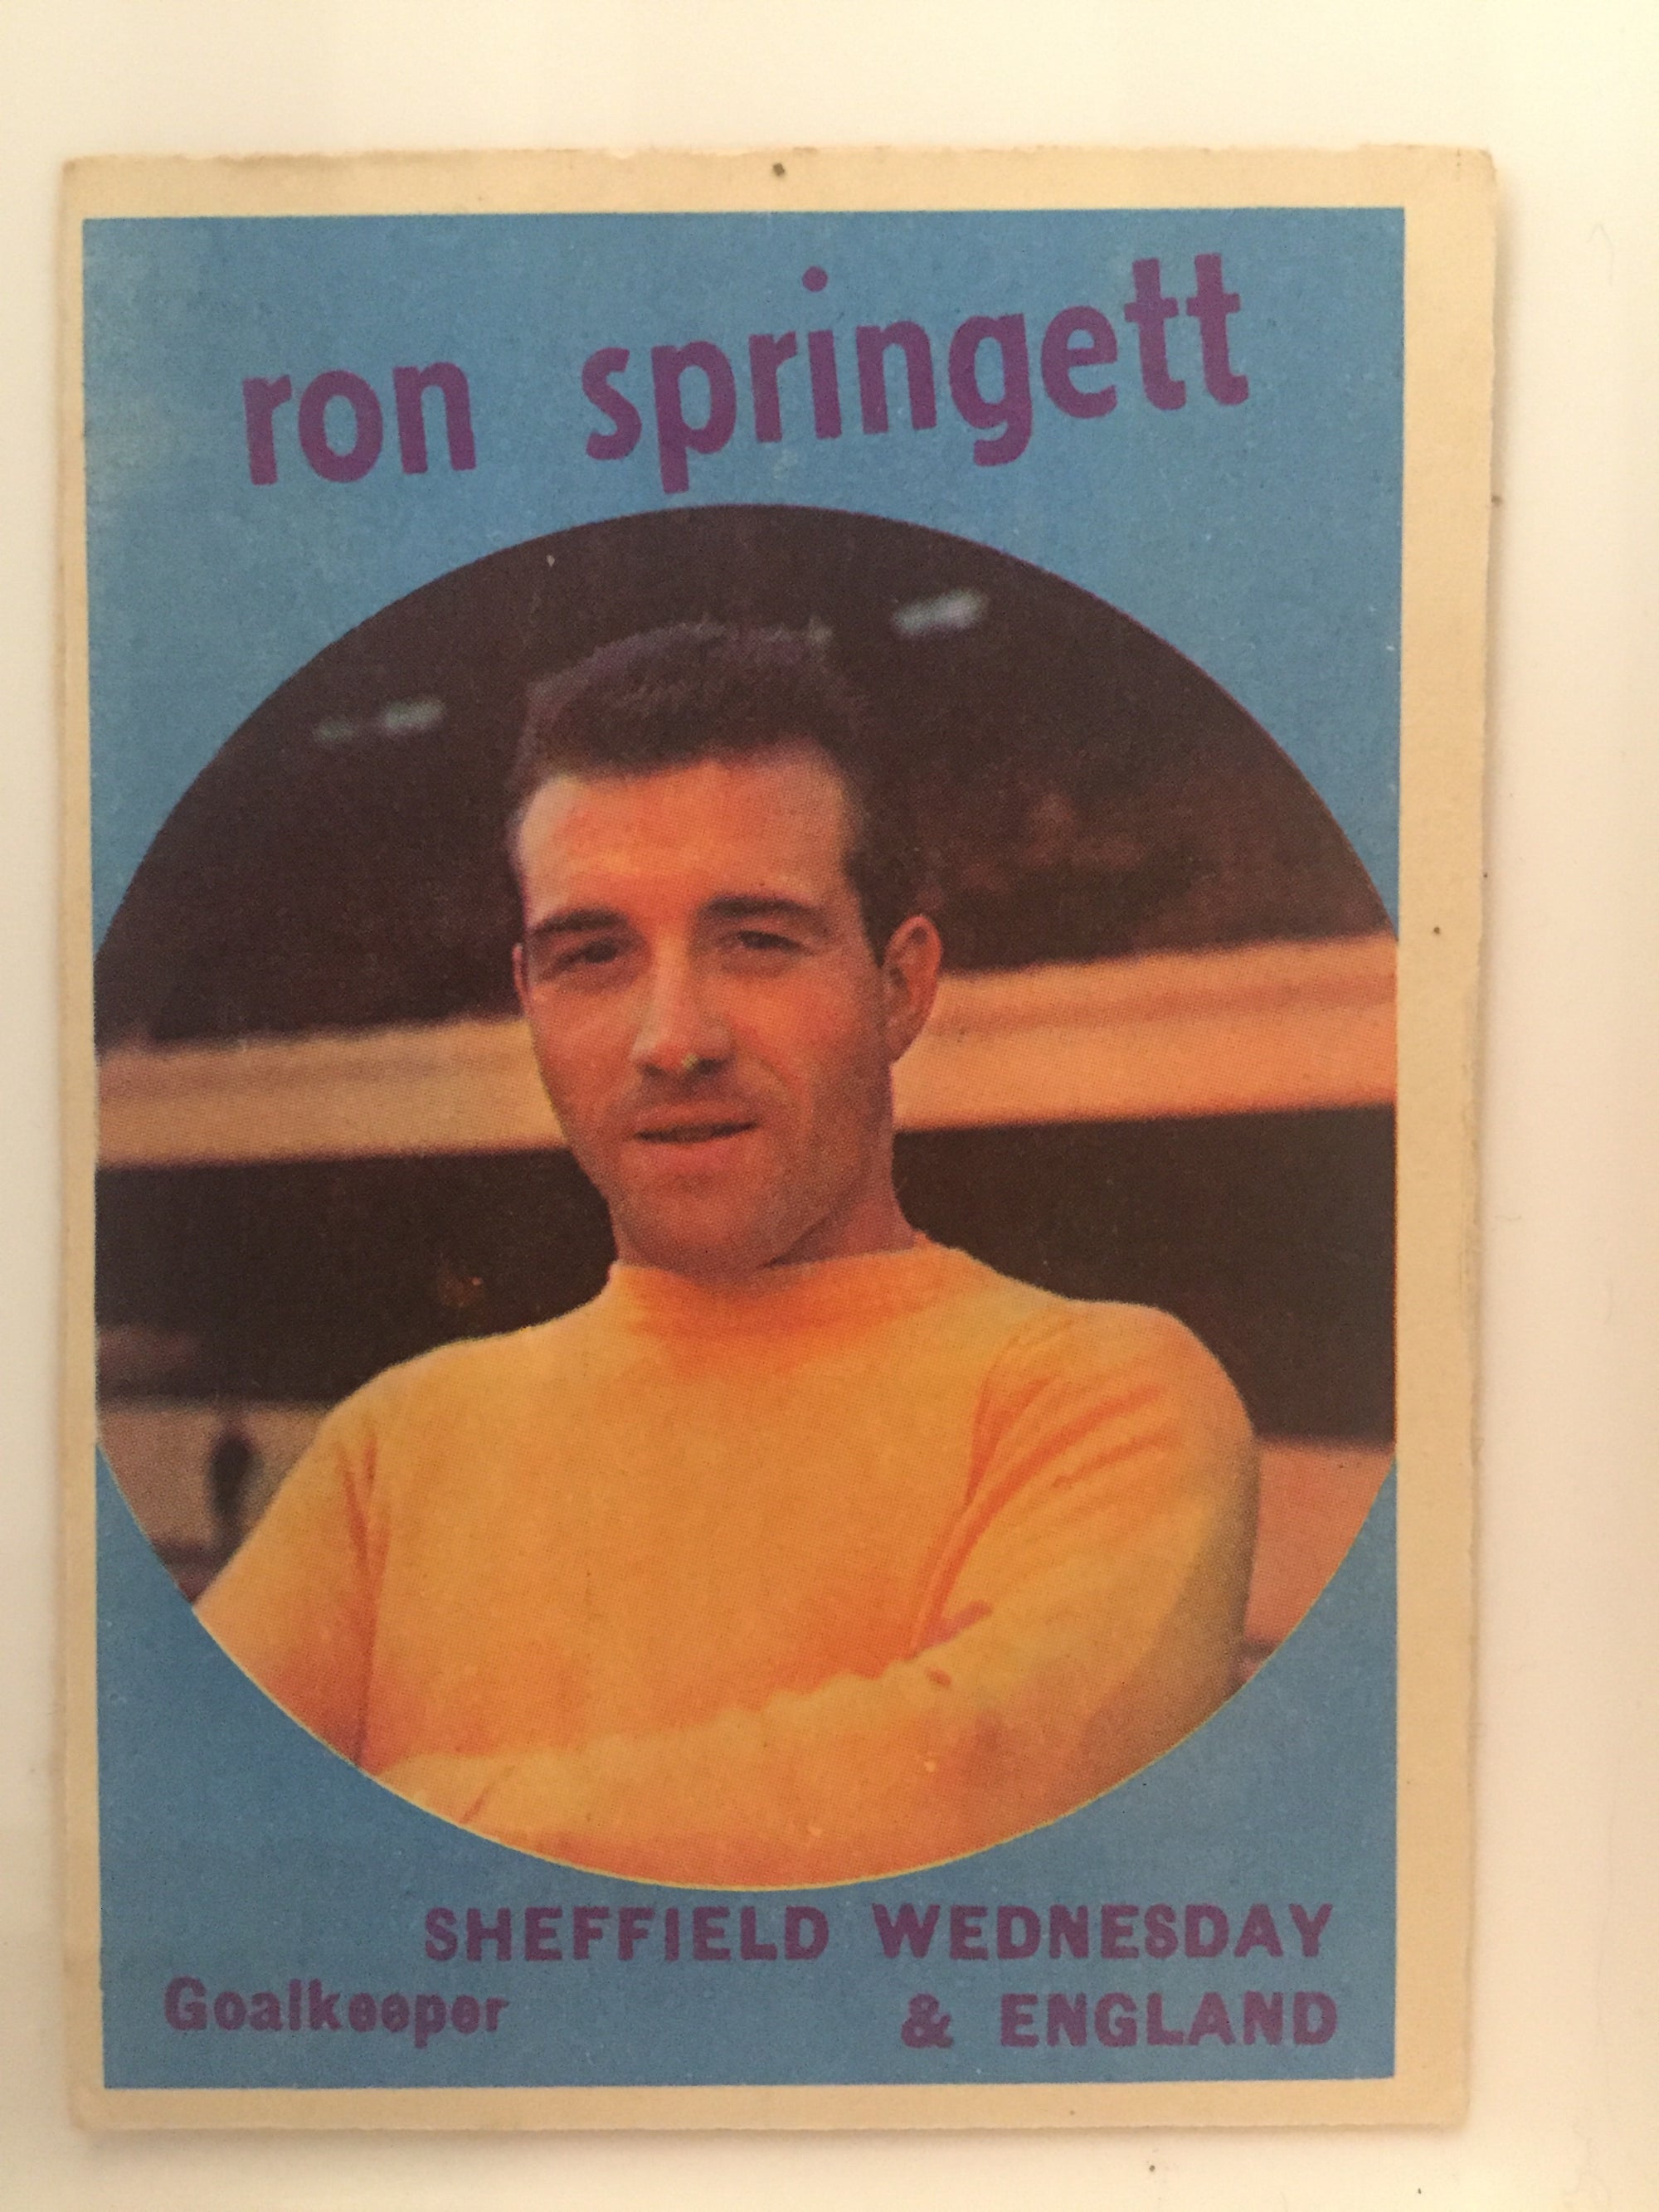 ron springett
SHEFFIELD WEDNESDAY
Goalkeeper & ENGLAND